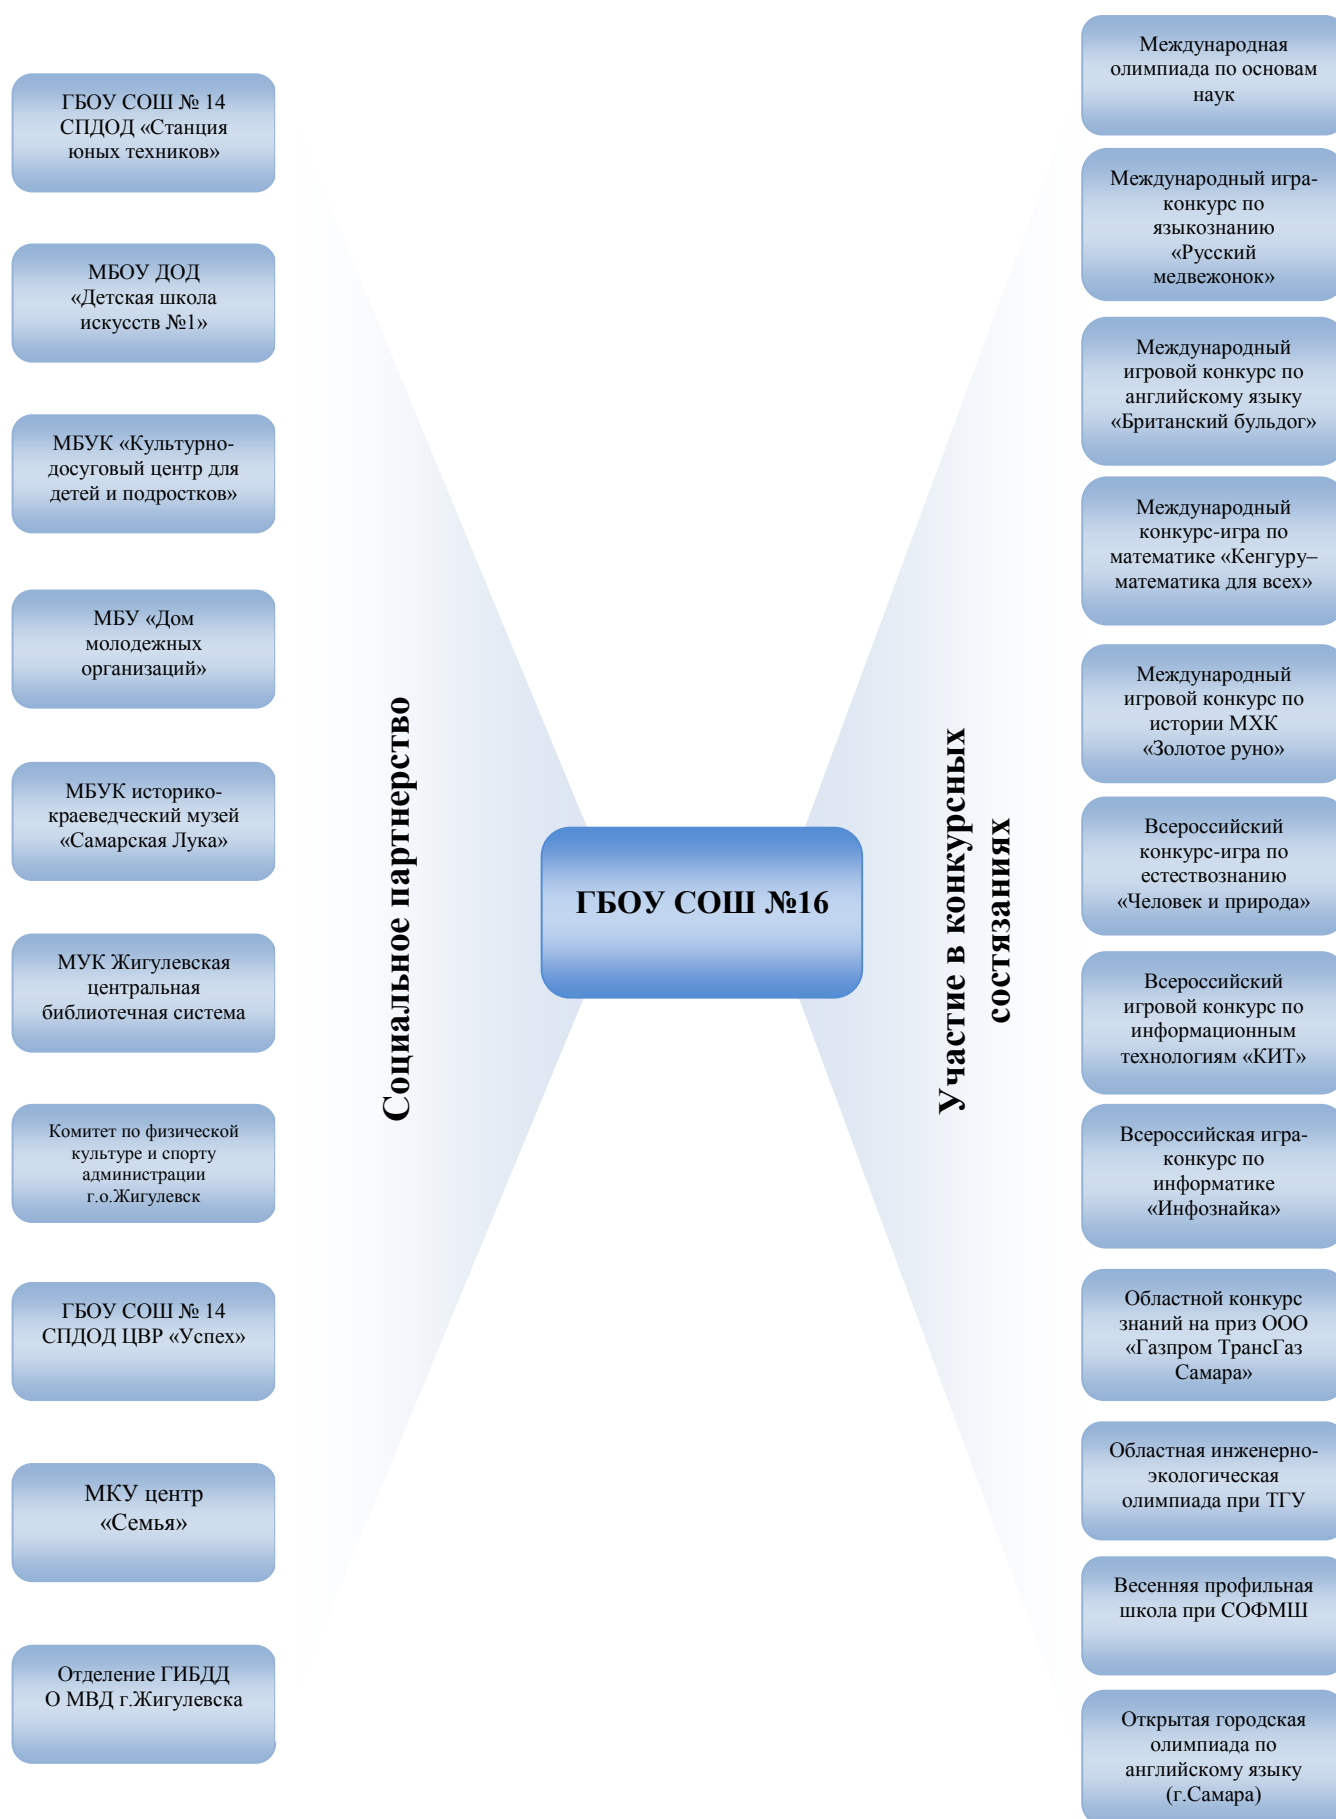 ГБОУ СОШ № 14
СПДОД «Станция
юных техников»
МБОУ ДОД
«Детская школа
искусств №1»
МБУК «Культурно-
досуговый центр для
детей и подростков»
МБУ «Дом
молодежных
организаций»
МБУК историко-
краеведческий музей
«Самарская Лука»
МУК Жигулевская
центральная
библиотечная система
Комитет по физической
культуре и спорту
администрации
г.о.Жигулевск
ГБОУ СОШ № 14
СПДОД ЦВР «Успех»
МКУ центр
«Семья»
Отделение ГИБДД
О МВД г.Жигулевска
Социальное партнерство
ГБОУ СОШ №16
Участие в конкурсных
состязаниях
Международная
олимпиада по основам
наук
Международный игра-
конкурс по
языкознанию
«Русский
медвежонок»
Международный
игровой конкурс по
английскому языку
«Британский бульдог»
Международный
конкурс-игра по
математике «Кенгуру–
математика для всех»
Международный
игровой конкурс по
истории МХК
«Золотое руно»
Всероссийский
конкурс-игра по
естествознанию
«Человек и природа»
Всероссийский
игровой конкурс по
информационным
технологиям «КИТ»
Всероссийская игра-
конкурс по
информатике
«Инфознайка»
Областной конкурс
знаний на приз ООО
«Газпром ТрансГаз
Самара»
Областная инженерно-
экологическая
олимпиада при ТГУ
Весенняя профильная
школа при СОФМШ
Открытая городская
олимпиада по
английскому языку
(г.Самара)